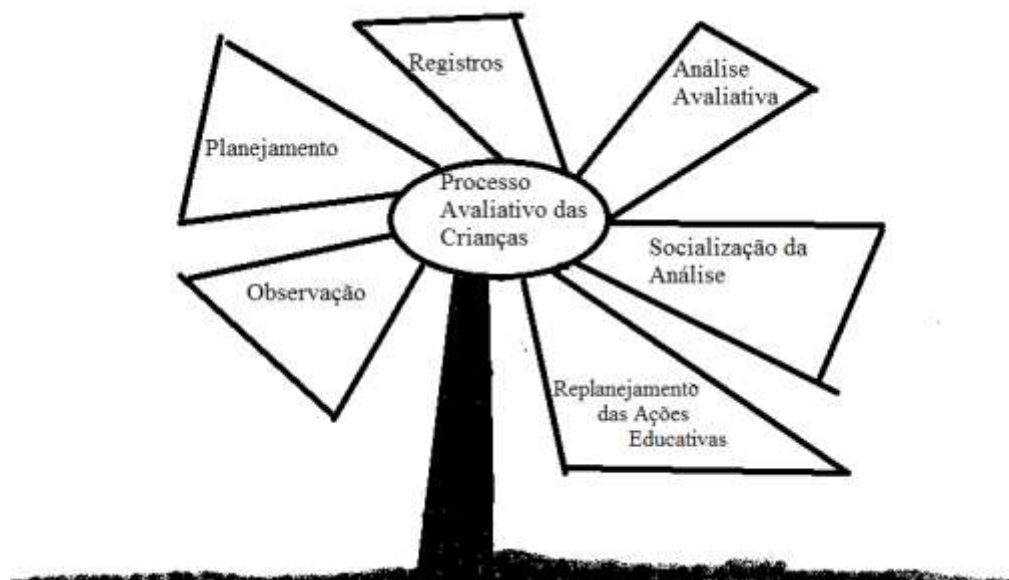 Registros
Análise
Avaliativa
Planejamento
Processo
Avaliativo das
Crianças
Socialização da
Análise
Observação
Replanejamento
das Ações
Educativas